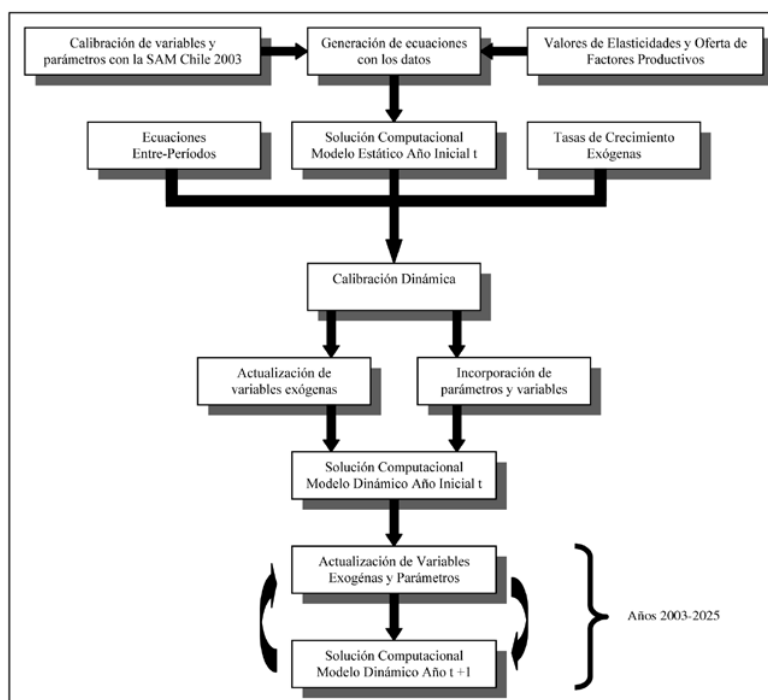 Calibración de variables y
parámetros con la SAM Chile 2003
Generación de ecuaciones
con los datos
Valores de Elasticidades y Oferta de
Factores Productivos
Ecuaciones
Entre-Períodos
Solución Computacional
Modelo Estático Año Inicial t
Tasas de Crecimiento
Exógenas
Calibración Dinámica
Actualización de
variables exógenas
Incorporación de
parámetros y variables
Solución Computacional
Modelo Dinámico Año Inicial t
Actualización de Variables
Exogénas y Parámetros
Años 2003-2025
Solución Computacional
Modelo Dinámico Año t +1